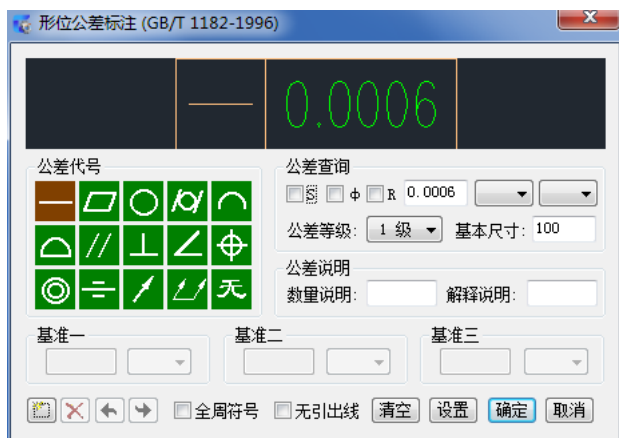 形位公差标注 (GB/T 1182-1996)
0.0006
公差代号
公差查询
S ф R 0.0006
公差等级: 1 级 基本尺寸: 100
无
公差说明
数量说明: 解释说明:
基准一 基准二 基准三
全周符号 无引出线 清空 设置 确定 取消